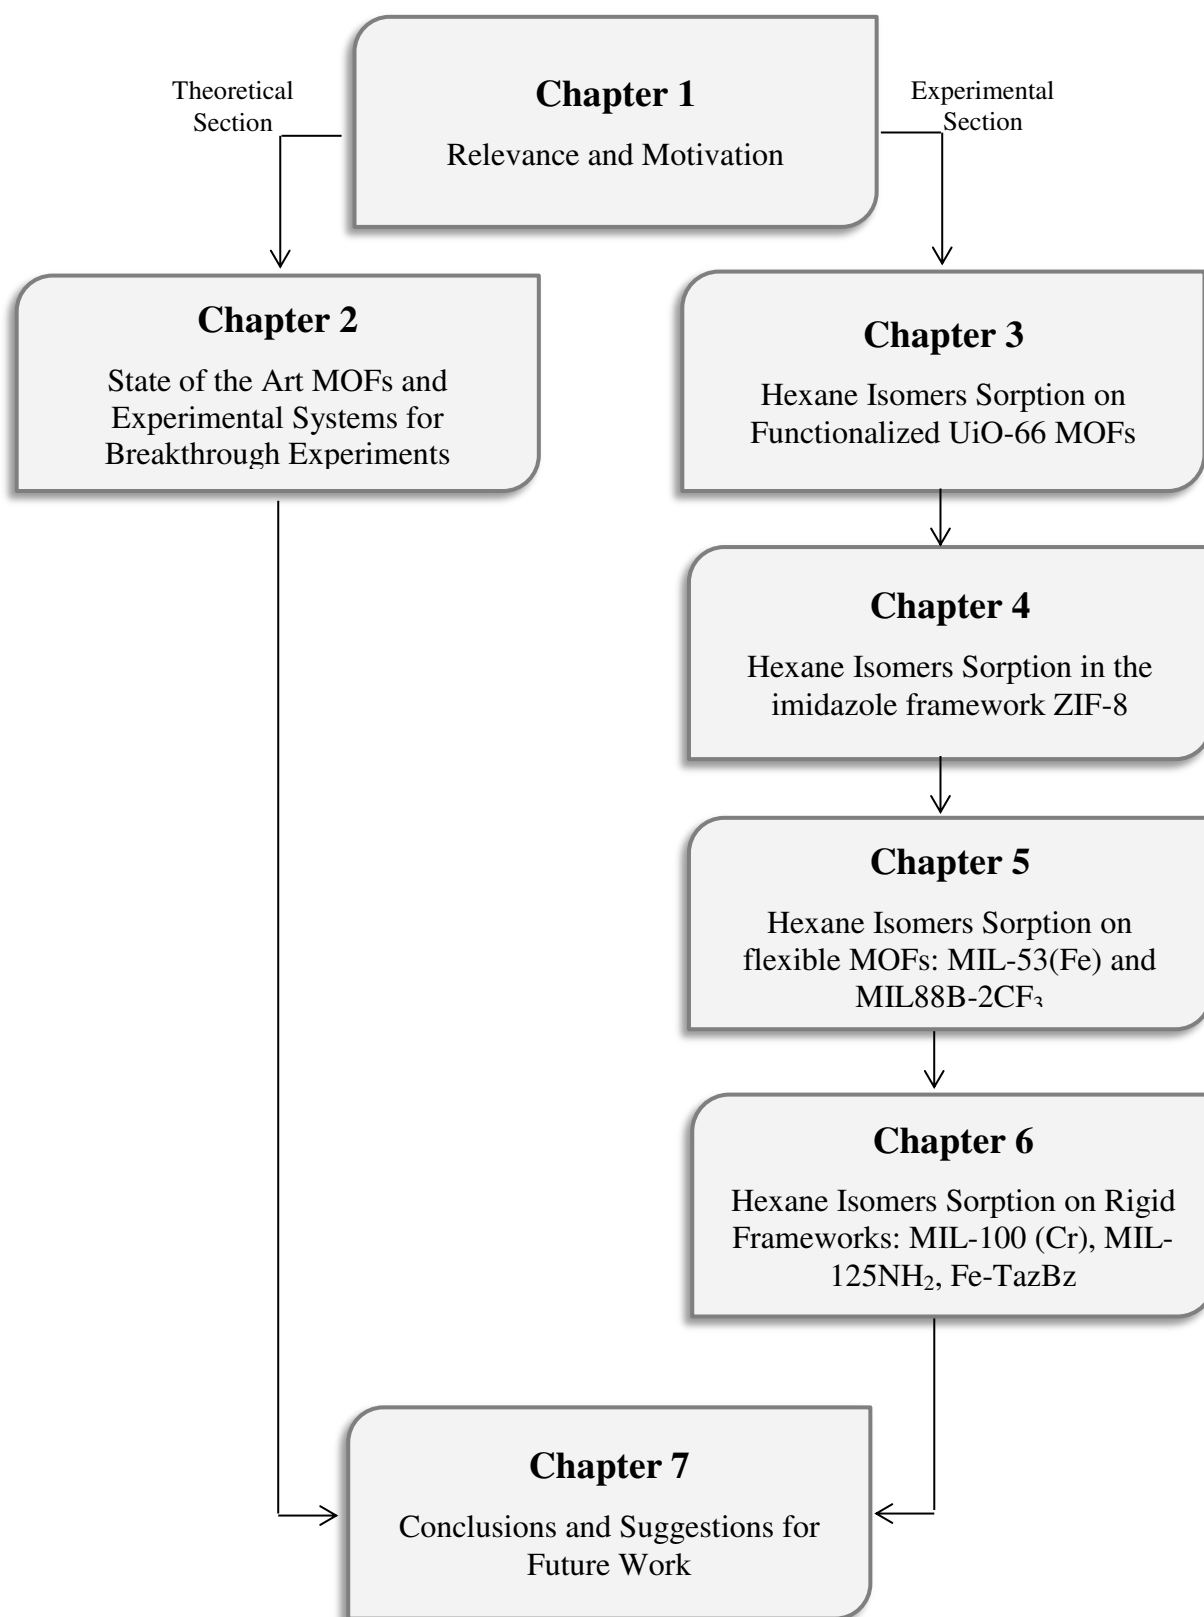 Chapter 1
Relevance and Motivation
Theoretical
Section
Experimental
Section
Chapter 2
State of the Art MOFs and
Experimental Systems for
Breakthrough Experiments
Chapter 3
Hexane Isomers Sorption on
Functionalized UiO-66 MOFs
Chapter 4
Hexane Isomers Sorption in the
imidazole framework ZIF-8
Chapter 5
Hexane Isomers Sorption on
flexible MOFs: MIL-53(Fe) and
MIL88B-2CF₃
Chapter 6
Hexane Isomers Sorption on Rigid
Frameworks: MIL-100 (Cr), MIL-
125NH₂, Fe-TazBz
Chapter 7
Conclusions and Suggestions for
Future Work